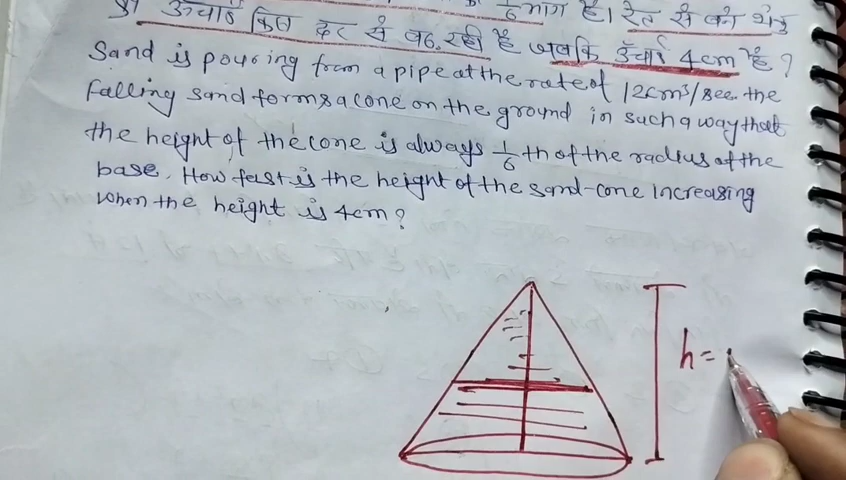 1/6 भाग है। रेत से बने शंकु
की ऊंचाई किस दर से बढ़ रही है जबकि ऊँचाई 4cm है?
Sand is pouring from a pipe at the rate of 12cm³/sec. the
falling sand forms a cone on the ground in such a way that
the height of the cone is always 1/6 th of the radius of the
base. How fast is the height of the sand-cone increasing
when the height is 4cm?
h=